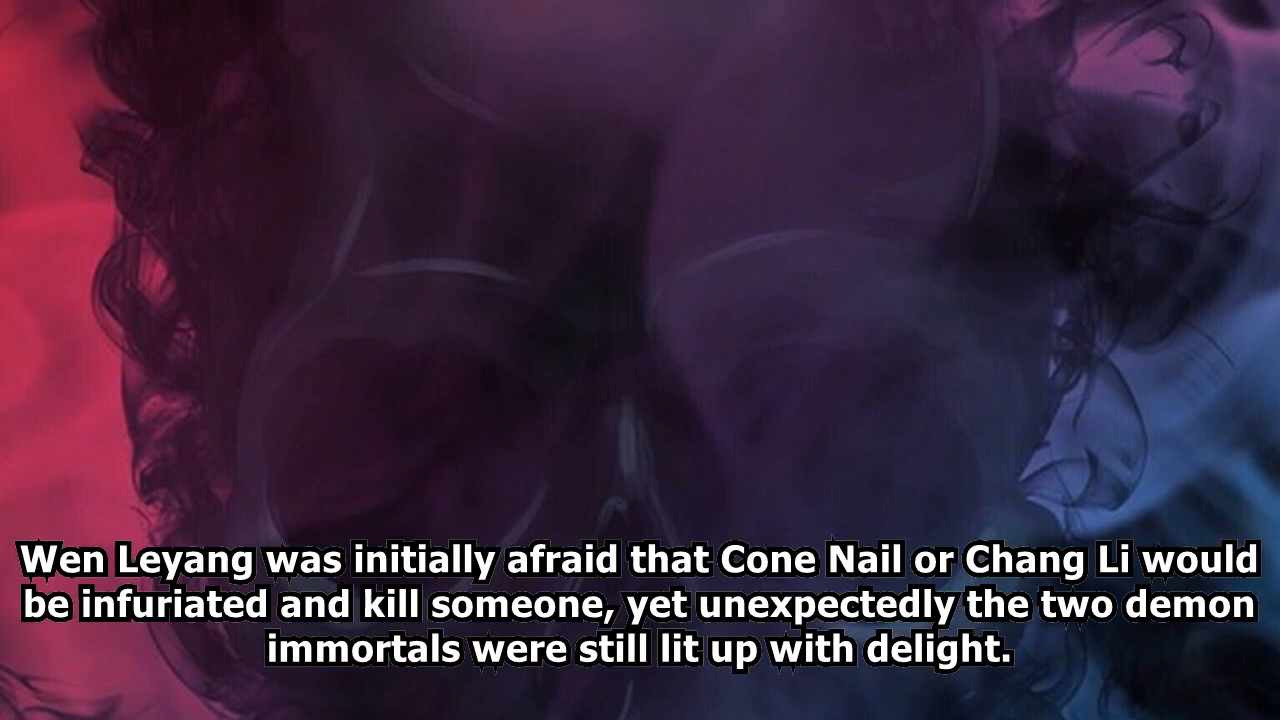 Wen Leyang was initially afraid that Cone Nail or Chang Li would
be infuriated and kill someone, yet unexpectedly the two demon
immortals were still lit up with delight.